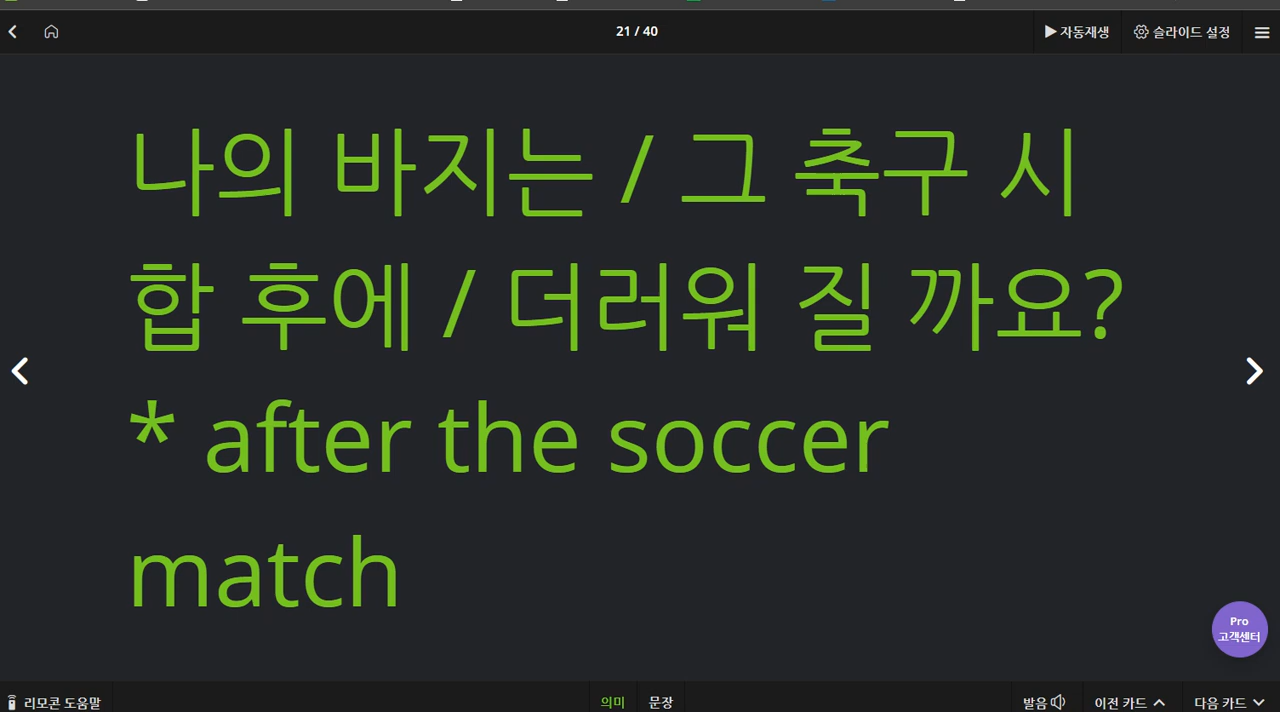 21 / 40
자동재생
슬라이드 설정
나의 바지는 / 그 축구 시
합 후에 / 더러워 질 까요?
* after the soccer
match
Pro
고객센터
리모콘 도움말
의미
문장
발음
이전 카드
다음 카드